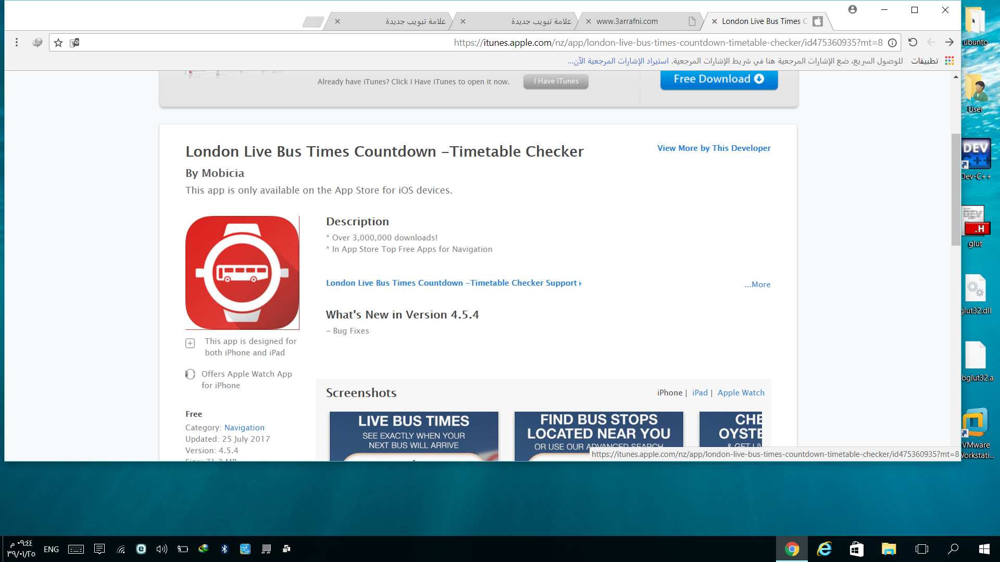 علامة تبويب جديدة
علامة تبويب جديدة
www.3arrafni.com
London Live Bus Times C
https://itunes.apple.com/nz/app/london-live-bus-times-countdown-timetable-checker/id475360935?mt=8
تطبيقات
للوصول السريع، ضع الإشارات المرجعية هنا في شريط الإشارات المرجعية. استيراد الإشارات المرجعية الآن...
Already have iTunes? Click I Have iTunes to open it now.
I Have iTunes
Free Download
London Live Bus Times Countdown -Timetable Checker
View More by This Developer
By Mobicia
This app is only available on the App Store for iOS devices.
Description
* Over 3,000,000 downloads!
* In App Store Top Free Apps for Navigation
London Live Bus Times Countdown -Timetable Checker Support
...More
What's New in Version 4.5.4
- Bug Fixes
This app is designed for
both iPhone and iPad
Offers Apple Watch App
for iPhone
Free
Category: Navigation
Updated: 25 July 2017
Version: 4.5.4
Size: 71.2 MB
Screenshots
iPhone | iPad | Apple Watch
LIVE BUS TIMES
SEE EXACTLY WHEN YOUR
NEXT BUS WILL ARRIVE
FIND BUS STOPS
LOCATED NEAR YOU
OR USE OUR ADVANCED SEARCH
CHE
OYSTE
& GET LI
https://itunes.apple.com/nz/app/london-live-bus-times-countdown-timetable-checker/id475360935?mt=8
ubunto
User
DEV
C++
Dev-C++
DEV
.H
glut
glut32.dll
bglut32.a
VMware
Workstati...
٠٩:٤٤ م
٣٩/٠١/٢٥
ENG